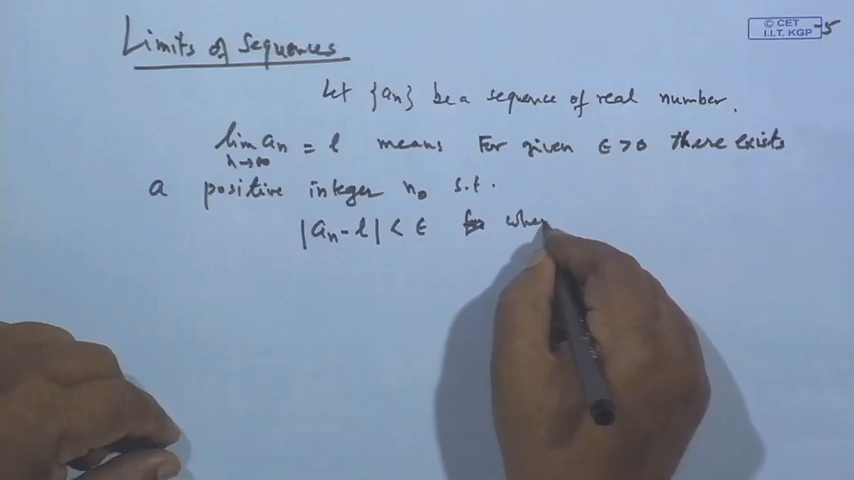 Limits of Sequences
© CET
I.I.T. KGP
-5
Let {an} be a sequence of real number.
lim an = l means For given ∈ > 0 there exists
n→∞
a positive integer n0 s.t.
|an - l| < ∈ when